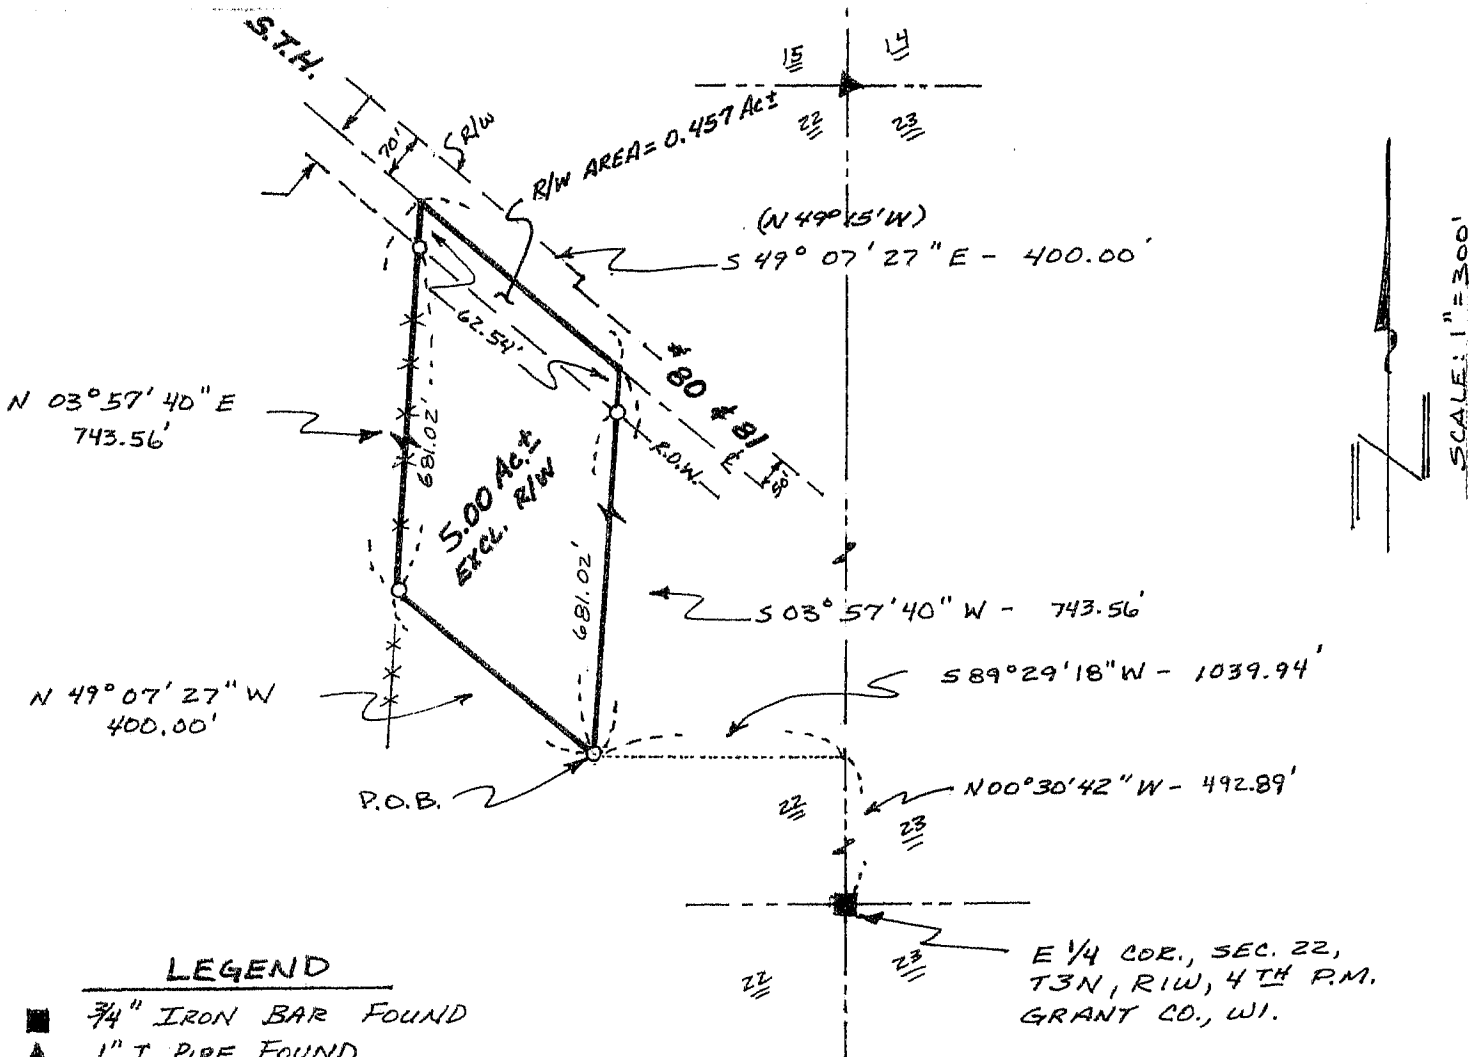 S.T.H.
15
14
22
23
70'
R/W
R/W AREA = 0.457 Ac±
(N 49° 15' W)
S 49° 07' 27" E - 400.00'
62.54'
# 80 # 81
R.O.W.
50'
N 03° 57' 40" E
743.56'
681.02'
5.00 Ac.±
EXCL. R/W
681.02'
S 03° 57' 40" W - 743.56'
S 89° 29' 18" W - 1039.94'
N 49° 07' 27" W
400.00'
P.O.B.
N 00° 30' 42" W - 492.89'
22
23
22
23
E 1/4 COR., SEC. 22,
T3N, R1W, 4TH P.M.
GRANT CO., WI.
SCALE: 1" = 300'
LEGEND
3/4" IRON BAR FOUND
1" I. PIPE FOUND